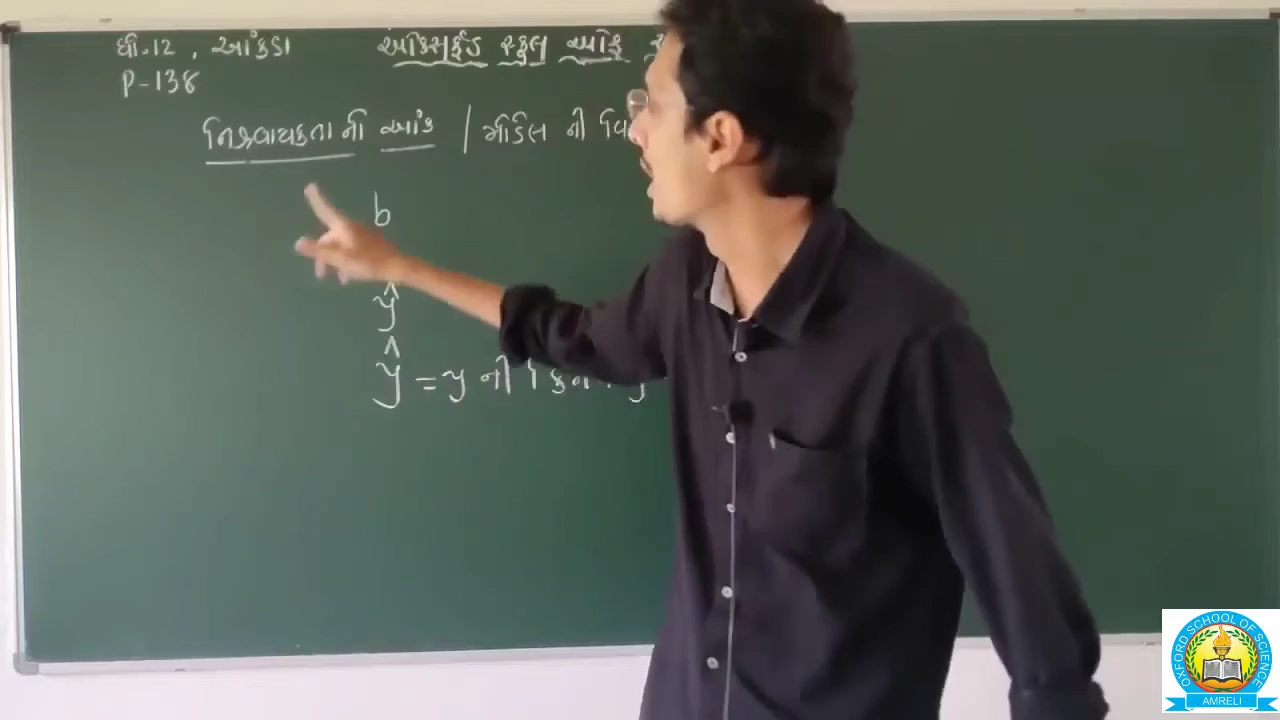 ધો.-12 , આંકડા
ઓક્સફર્ડ સ્કુલ ઓફ
P-138
નિશ્ચાયકતા નો આંક / મોડેલ ની વિ
b
ŷ
ŷ = y ની
OXFORD SCHOOL OF SCIENCE
AMRELI